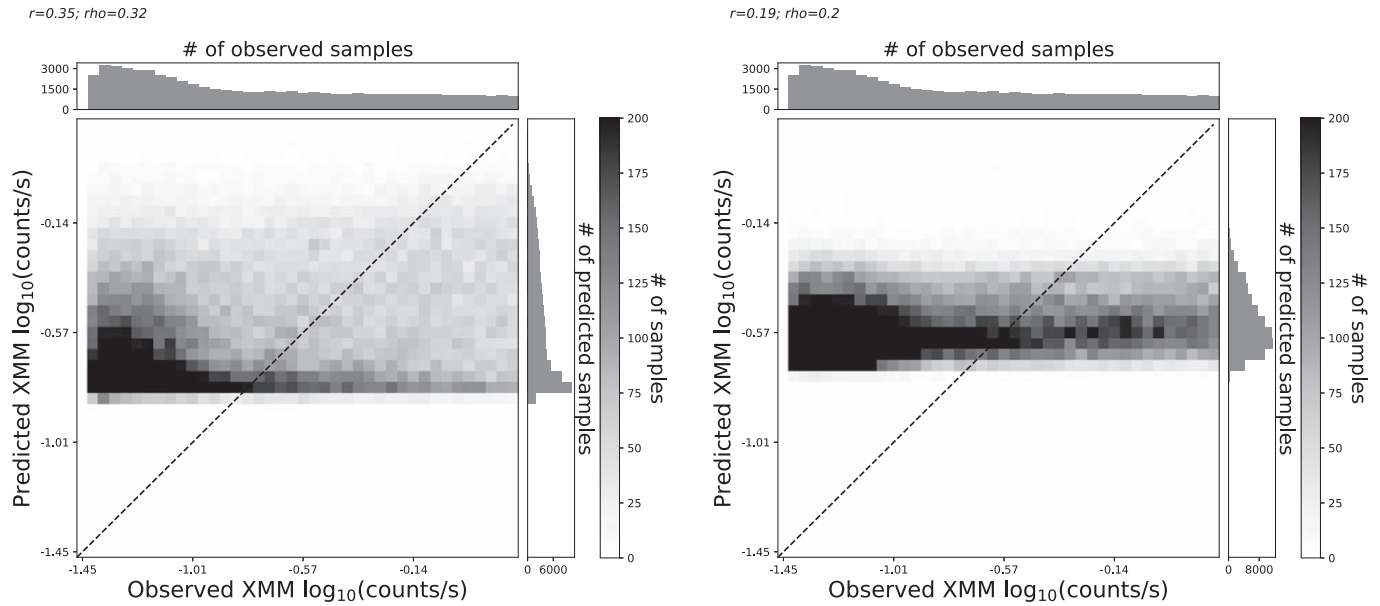 r=0.35; rho=0.32
# of observed samples
3000
1500
0
Predicted XMM log10(counts/s)
-0.14
-0.57
-1.01
-1.45
-1.45 -1.01 -0.57 -0.14
Observed XMM log10(counts/s)
0 6000
# of predicted samples
200
175
150
125
100
75
50
25
0
# of samples
r=0.19; rho=0.2
# of observed samples
3000
1500
0
Predicted XMM log10(counts/s)
-0.14
-0.57
-1.01
-1.45
-1.45 -1.01 -0.57 -0.14
Observed XMM log10(counts/s)
0 8000
# of predicted samples
200
175
150
125
100
75
50
25
0
# of samples